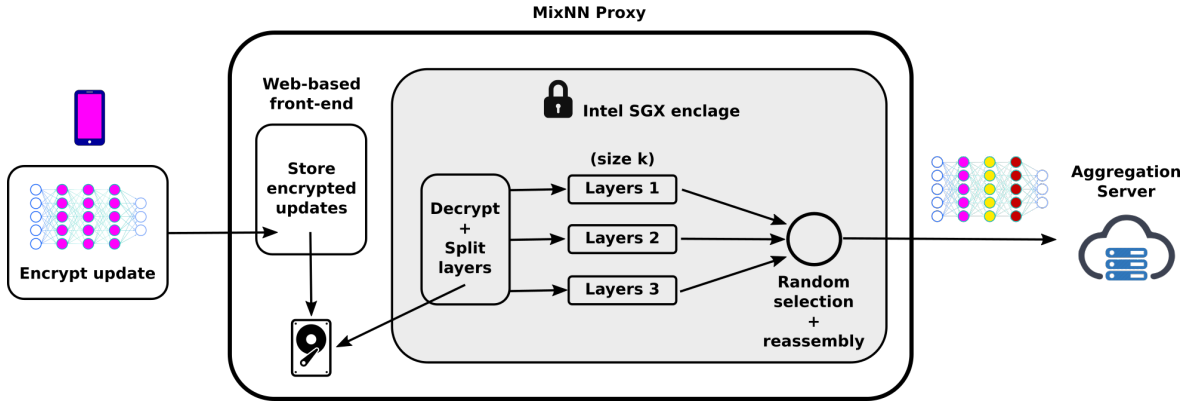 MixNN Proxy
Web-based
front-end
Store
encrypted
updates
Encrypt update
Intel SGX enclage
(size k)
Decrypt
+
Split
layers
Layers 1
Layers 2
Layers 3
Random
selection
+
reassembly
Aggregation
Server